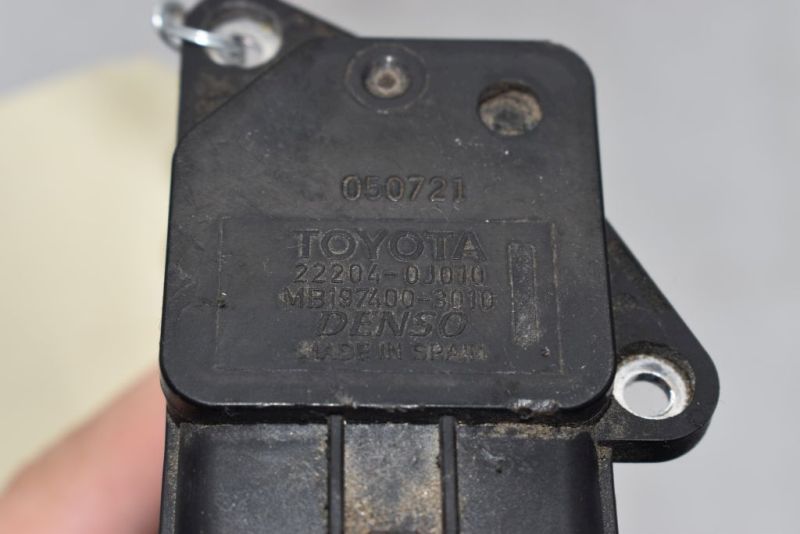 050721
TOYOTA
22204-0J010
MB197400-3010
DENSO
MADE IN SPAIN